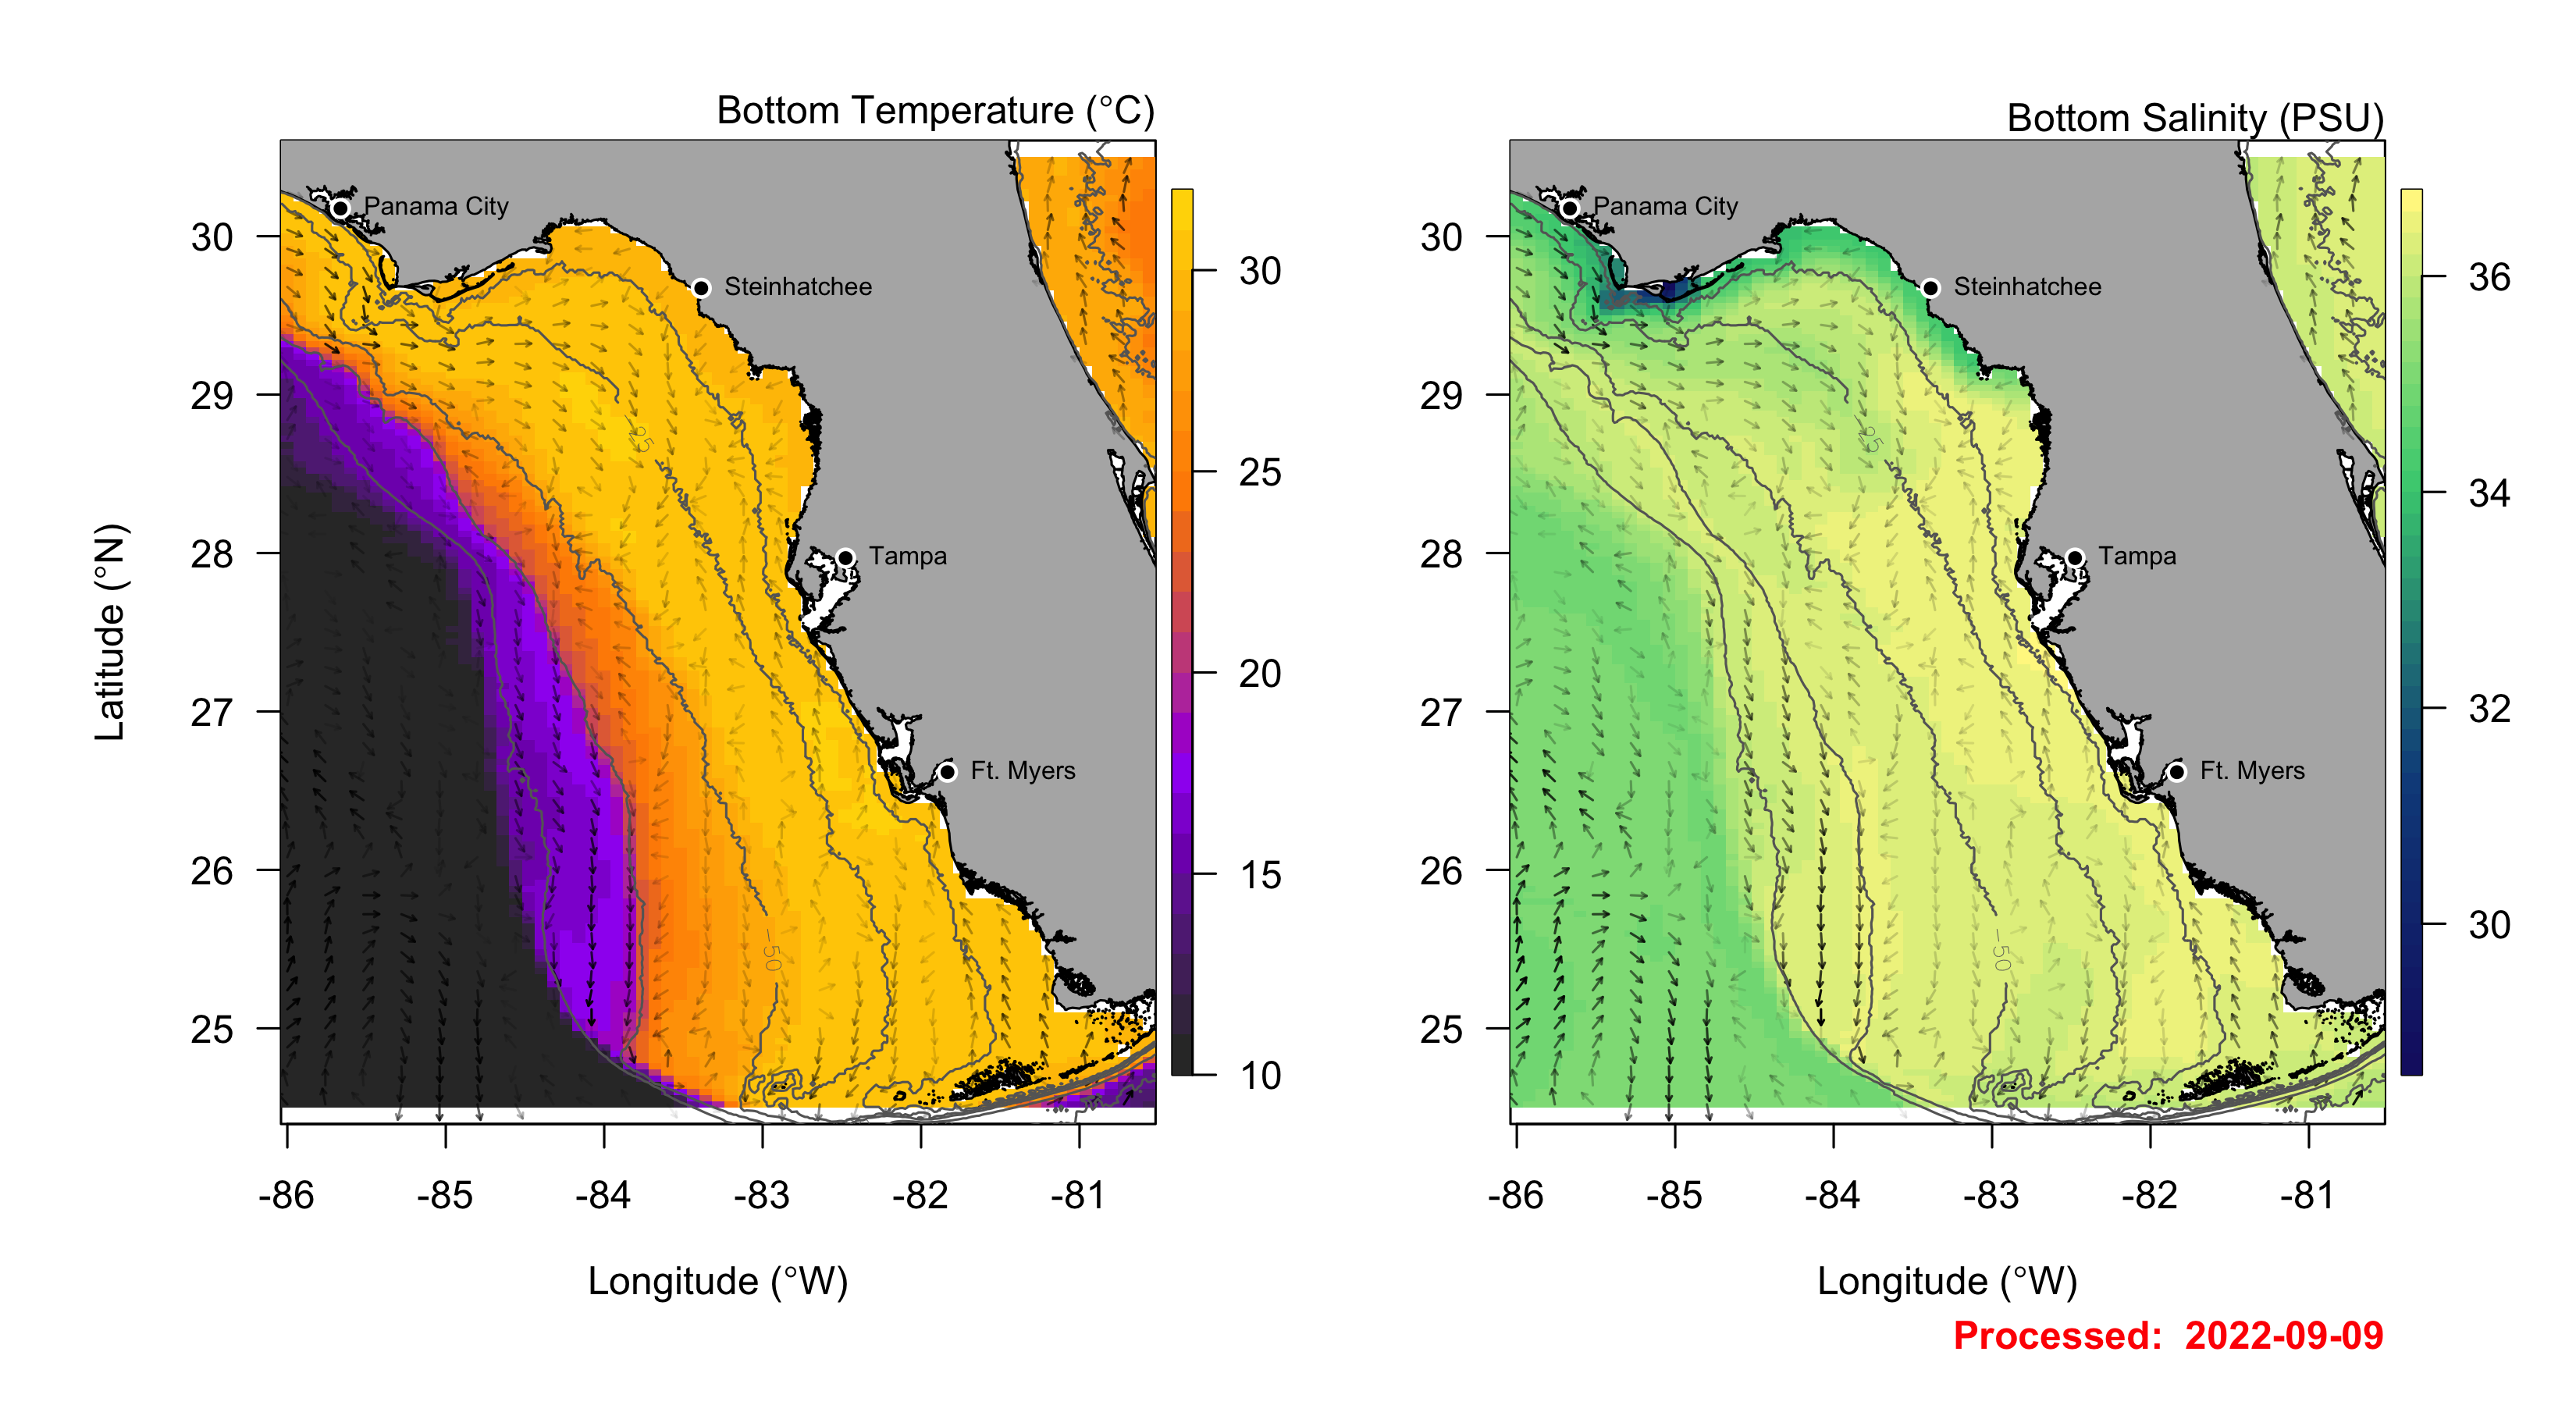 Bottom Temperature (°C)
Panama City
Steinhatchee
Tampa
Ft. Myers
-25
-50
30
29
28
27
26
25
Latitude (°N)
-86 -85 -84 -83 -82 -81
Longitude (°W)
30
25
20
15
10
Bottom Salinity (PSU)
Panama City
Steinhatchee
Tampa
Ft. Myers
-25
-50
30
29
28
27
26
25
-86 -85 -84 -83 -82 -81
Longitude (°W)
36
34
32
30
Processed: 2022-09-09